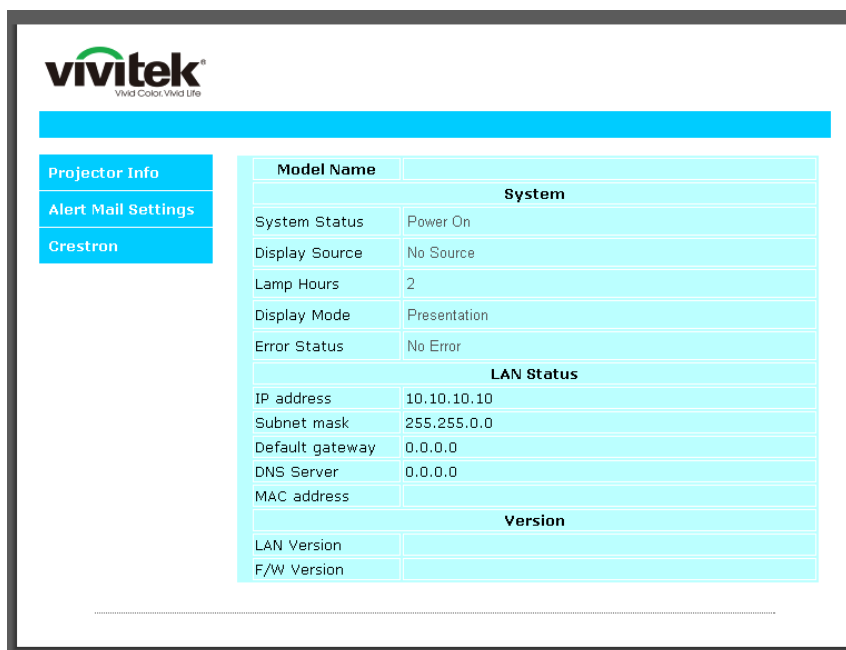 vivitek®
Vivid Color. Vivid Life
Projector Info
Alert Mail Settings
Crestron
Model Name
System
System Status Power On
Display Source No Source
Lamp Hours 2
Display Mode Presentation
Error Status No Error
LAN Status
IP address 10.10.10.10
Subnet mask 255.255.0.0
Default gateway 0.0.0.0
DNS Server 0.0.0.0
MAC address
Version
LAN Version
F/W Version